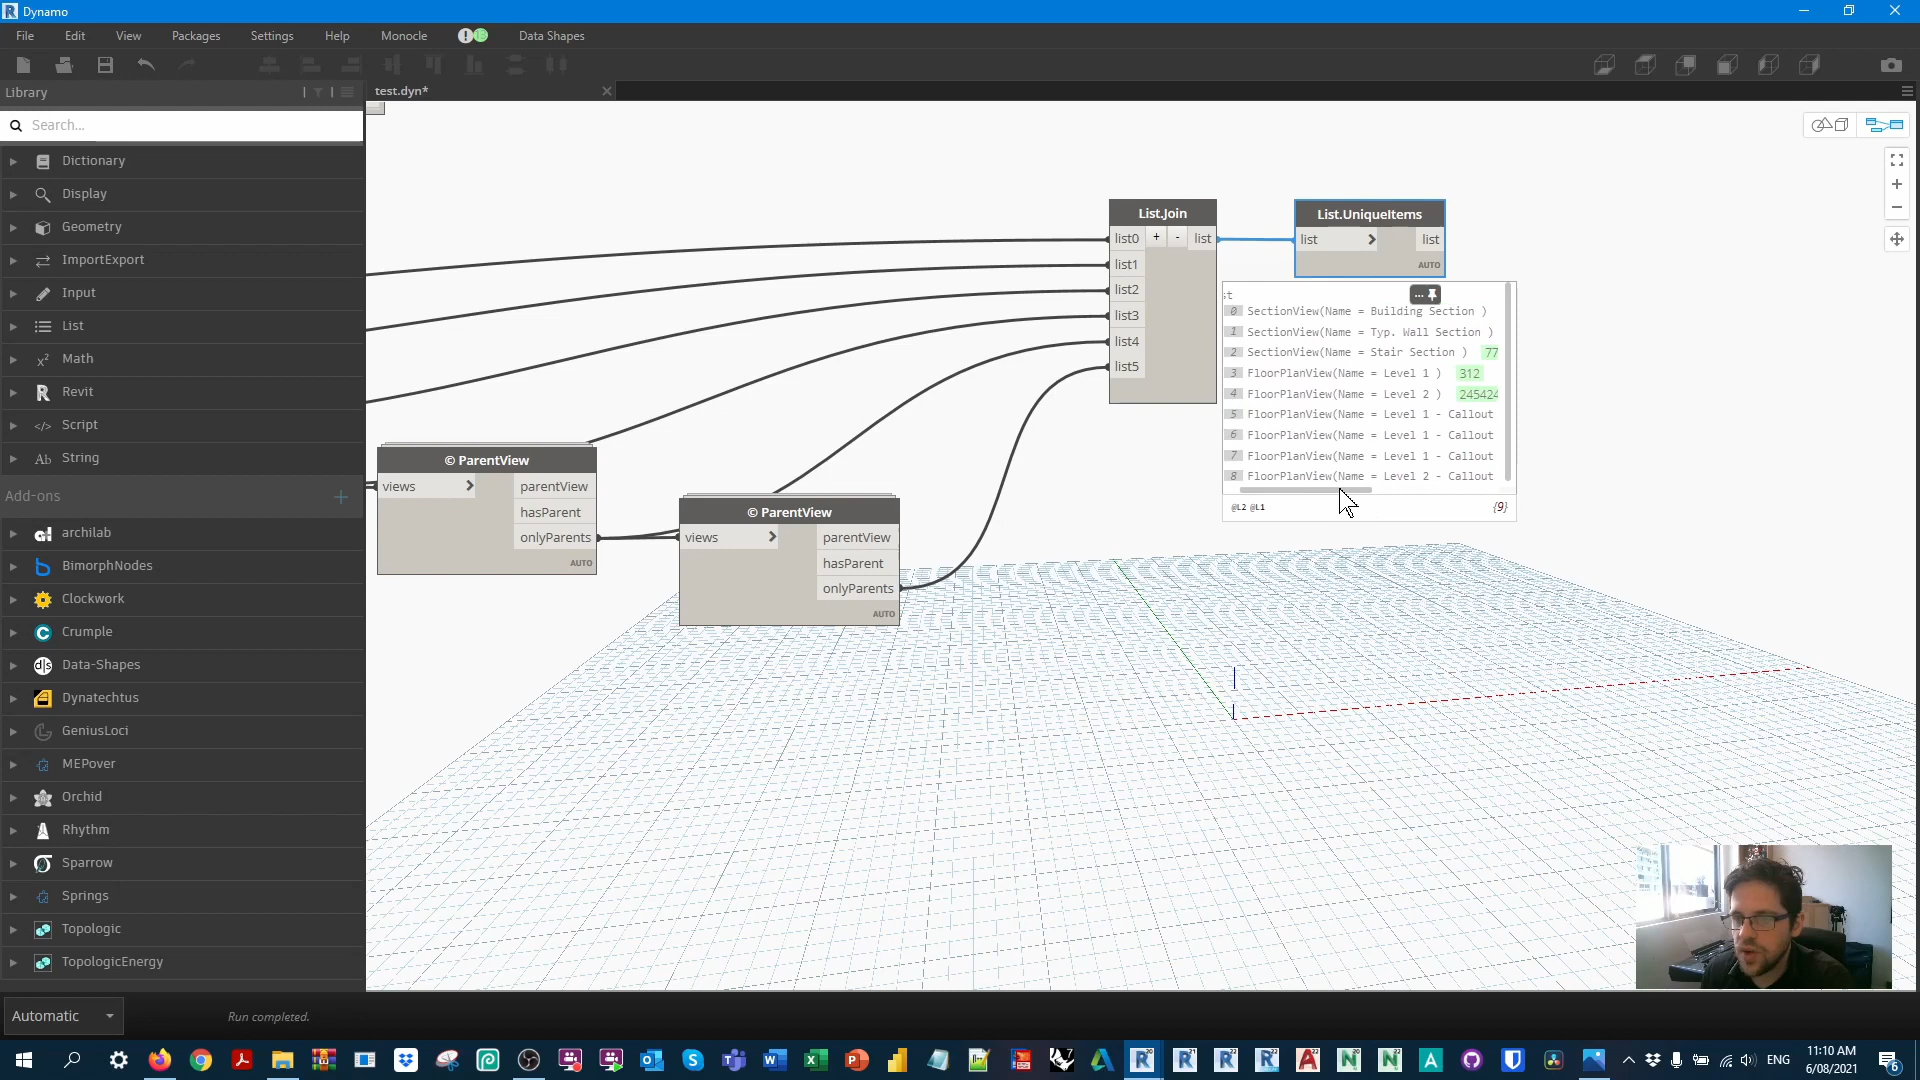 Dynamo
File Edit View Packages Settings Help Monocle Data Shapes
Library
test.dyn*
Search...
Dictionary
Display
Geometry
ImportExport
Input
List
Math
Revit
Script
String
Add-ons
archilab
BimorphNodes
Clockwork
Crumple
Data-Shapes
Dynatechtus
GeniusLoci
MEPover
Orchid
Rhythm
Sparrow
Springs
Topologic
TopologicEnergy
© ParentView
views > parentView
hasParent
onlyParents
AUTO
© ParentView
views > parentView
hasParent
onlyParents
AUTO
List.Join
list0 + - list
list1
list2
list3
list4
list5
List.UniqueItems
list > list
AUTO
0 SectionView(Name = Building Section )
1 SectionView(Name = Typ. Wall Section )
2 SectionView(Name = Stair Section ) 77
3 FloorPlanView(Name = Level 1 ) 312
4 FloorPlanView(Name = Level 2 ) 245424
5 FloorPlanView(Name = Level 1 - Callout
6 FloorPlanView(Name = Level 1 - Callout
7 FloorPlanView(Name = Level 1 - Callout
8 FloorPlanView(Name = Level 2 - Callout
@L2 @L1 {9}
Automatic
Run completed.
ENG
11:10 AM
6/08/2021